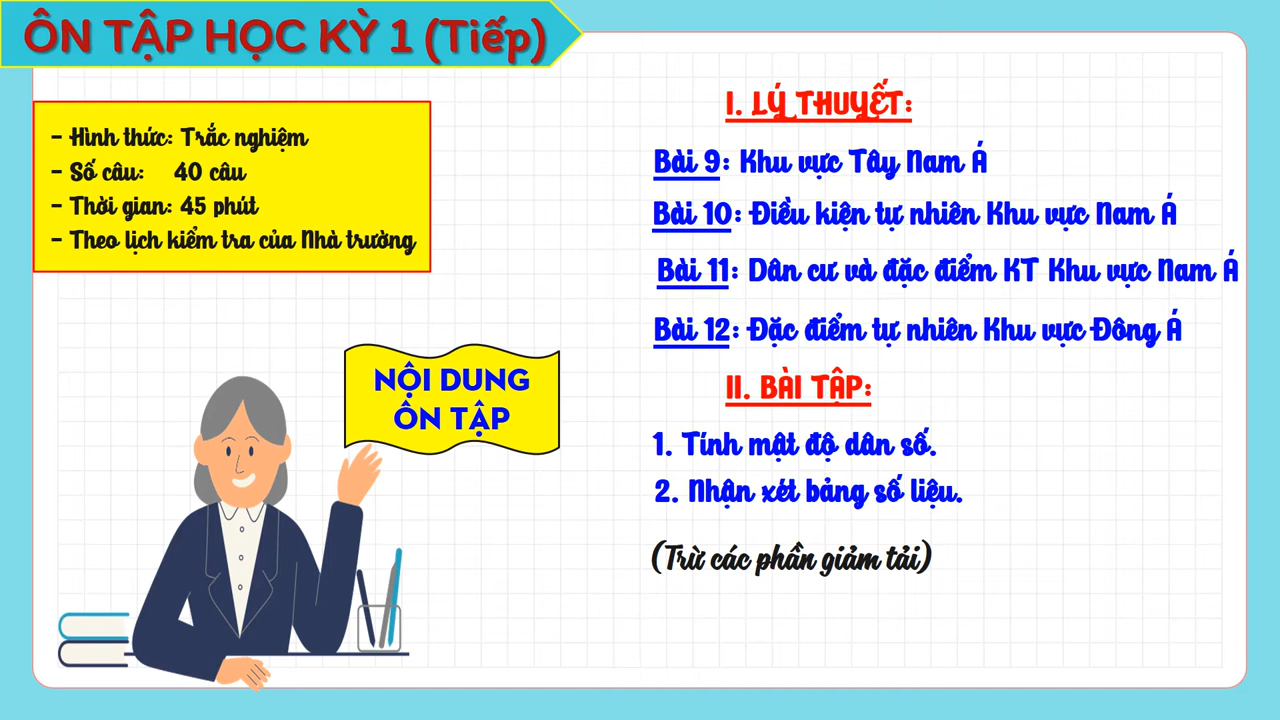 ÔN TẬP HỌC KỲ 1 (Tiếp)
- Hình thức: Trắc nghiệm
- Số câu: 40 câu
- Thời gian: 45 phút
- Theo lịch kiểm tra của Nhà trường
NỘI DUNG
ÔN TẬP
I. LÝ THUYẾT:
Bài 9: Khu vực Tây Nam Á
Bài 10: Điều kiện tự nhiên Khu vực Nam Á
Bài 11: Dân cư và đặc điểm KT Khu vực Nam Á
Bài 12: Đặc điểm tự nhiên Khu vực Đông Á
II. BÀI TẬP:
1. Tính mật độ dân số.
2. Nhận xét bảng số liệu.
(Trừ các phần giảm tải)